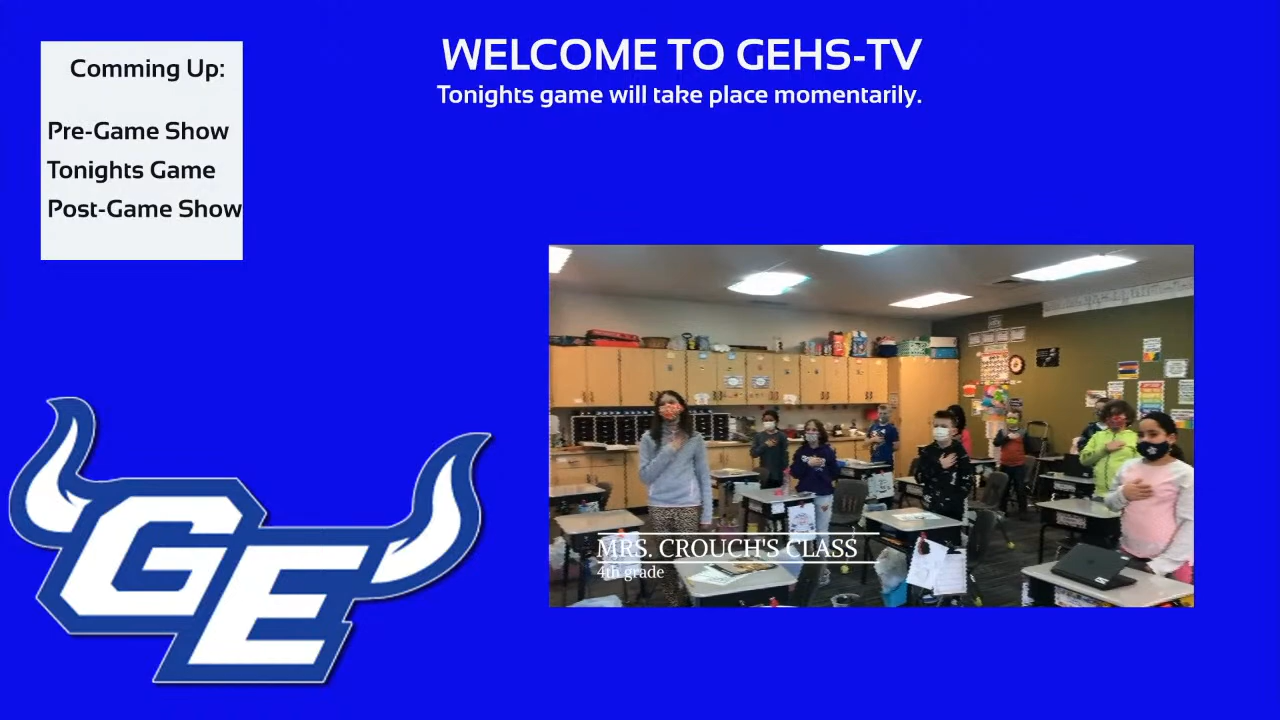 WELCOME TO GEHS-TV
Tonights game will take place momentarily.
Comming Up:
Pre-Game Show
Tonights Game
Post-Game Show
MRS. CROUCH'S CLASS
4th grade
GE